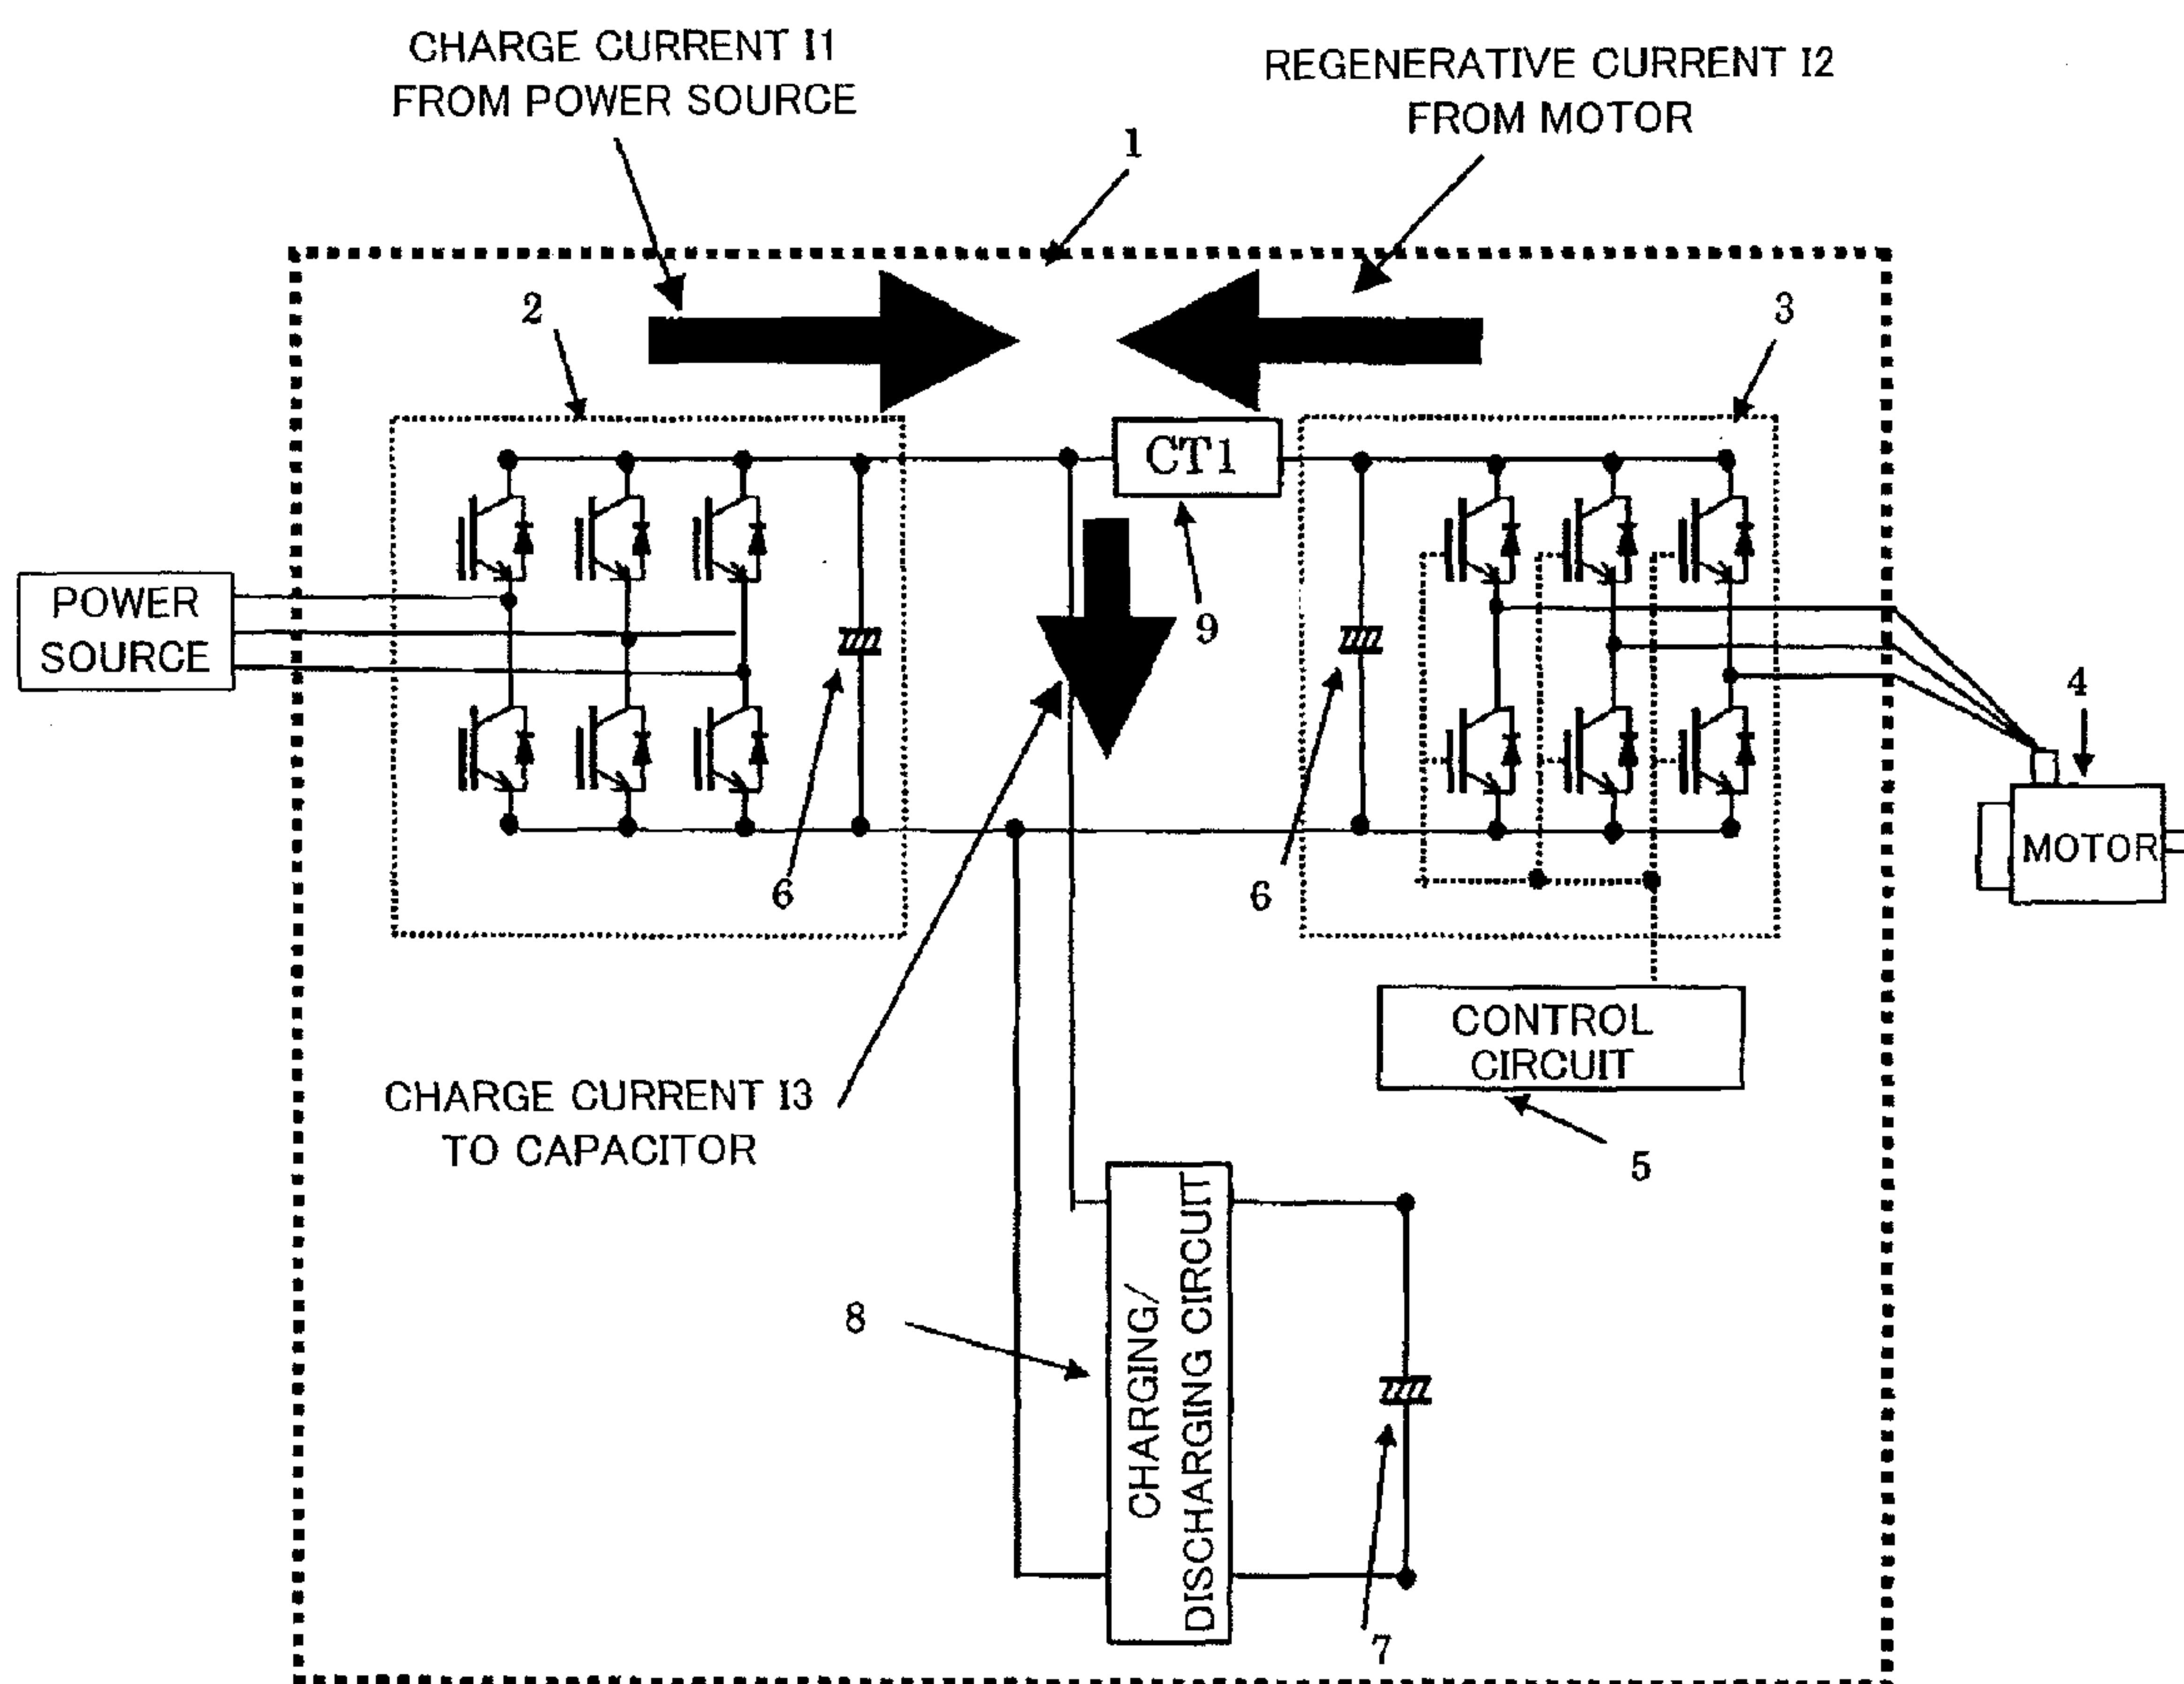 CHARGE CURRENT I1
FROM POWER SOURCE
REGENERATIVE CURRENT I2
FROM MOTOR
1
2
3
CT1
9
POWER
SOURCE
6
6
4
MOTOR
CONTROL
CIRCUIT
5
CHARGE CURRENT I3
TO CAPACITOR
8
CHARGING/
DISCHARGING CIRCUIT
7